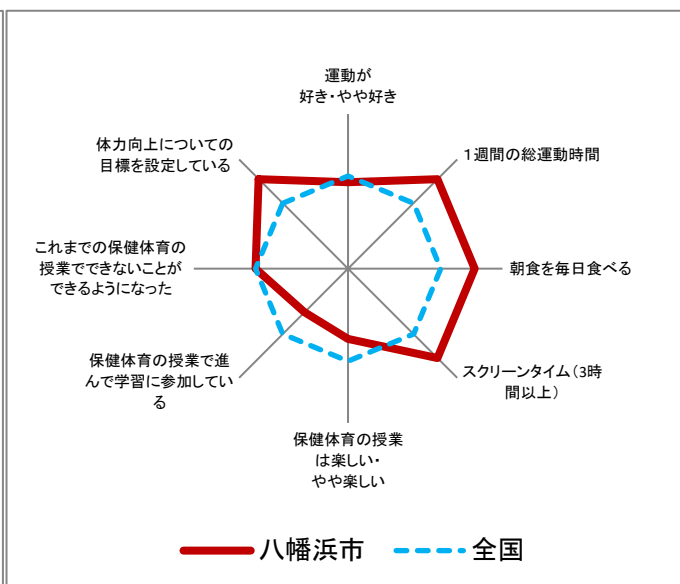 運動が
好き・やや好き
１週間の総運動時間
朝食を毎日食べる
スクリーンタイム（3時
間以上）
保健体育の授業
は楽しい・
やや楽しい
保健体育の授業で進
んで学習に参加してい
る
これまでの保健体育の
授業でできないことが
できるようになった
体力向上についての
目標を設定している
八幡浜市
全国